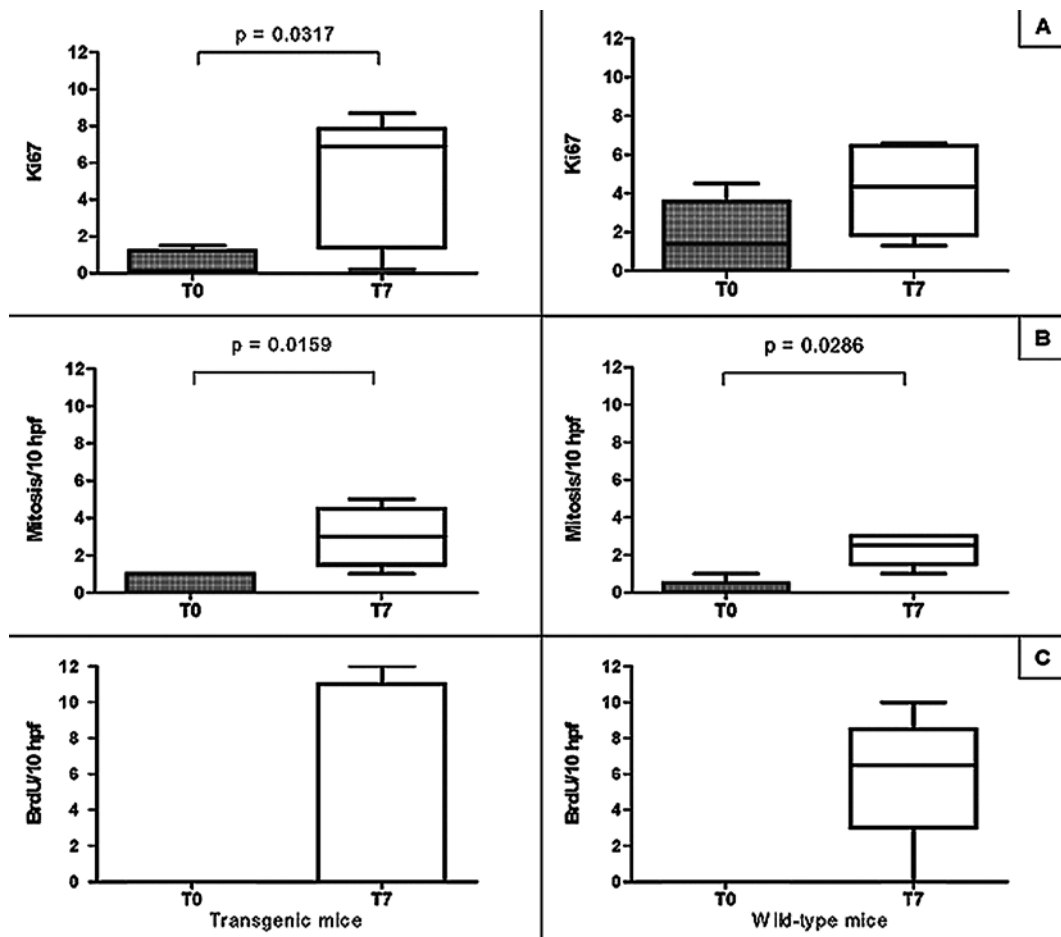 A
p = 0.0317
12
10
8
6
4
2
0
Ki67
T0
T7
12
10
8
6
4
2
0
Ki67
T0
T7
B
p = 0.0159
12
10
8
6
4
2
0
Mitosis/10 hpf
T0
T7
p = 0.0286
12
10
8
6
4
2
0
Mitosis/10 hpf
T0
T7
C
12
10
8
6
4
2
0
BrdU/10 hpf
T0
T7
Transgenic mice
12
10
8
6
4
2
0
BrdU/10 hpf
T0
T7
Wild-type mice